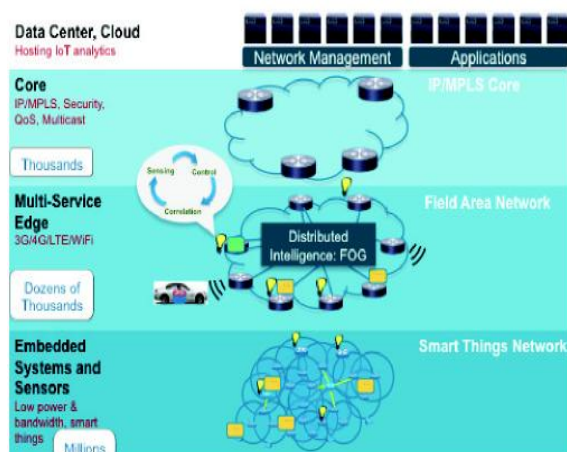 Data Center, Cloud
Hosting IoT analytics
Network Management
Applications
Core
IP/MPLS, Security,
QoS, Multicast
Thousands
IP/MPLS Core
Sensing
Control
Correlation
Multi-Service
Edge
3G/4G/LTE/WiFi
Dozens of
Thousands
Field Area Network
Distributed
Intelligence: FOG
Embedded
Systems and
Sensors
Low power &
bandwidth, smart
things
Millions
Smart Things Network